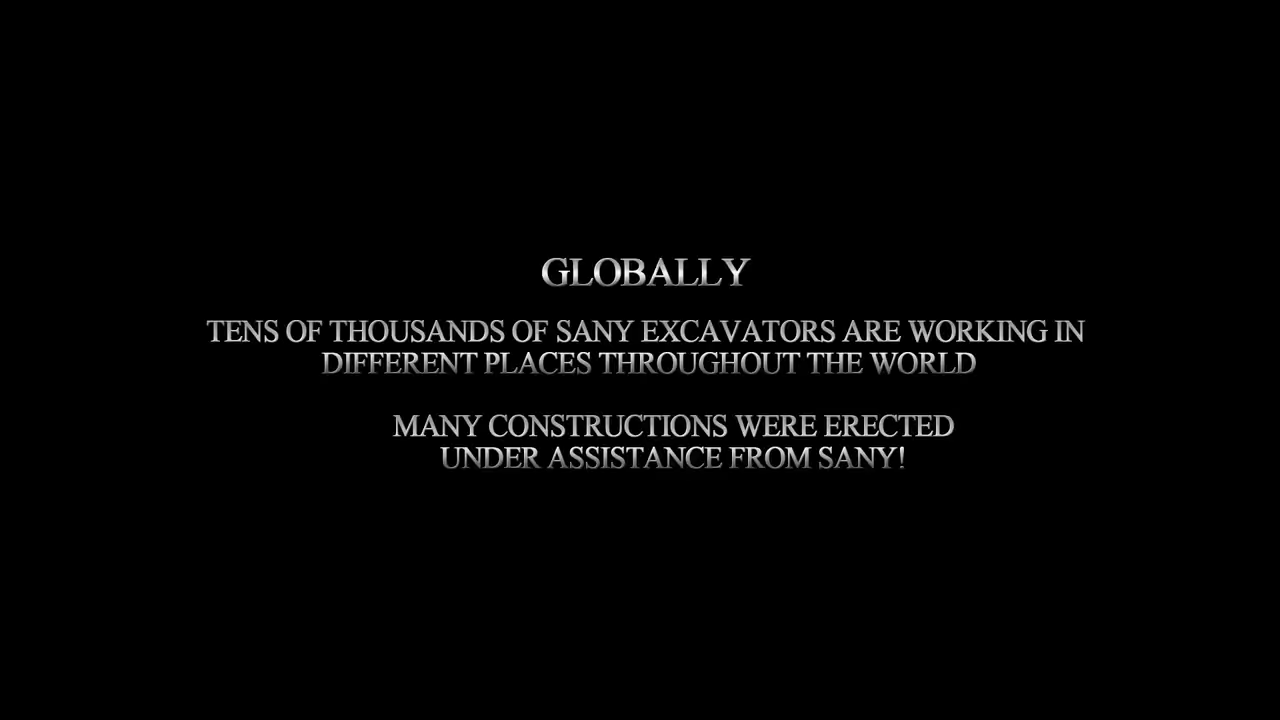 GLOBALLY
TENS OF THOUSANDS OF SANY EXCAVATORS ARE WORKING IN
DIFFERENT PLACES THROUGHOUT THE WORLD
MANY CONSTRUCTIONS WERE ERECTED
UNDER ASSISTANCE FROM SANY!